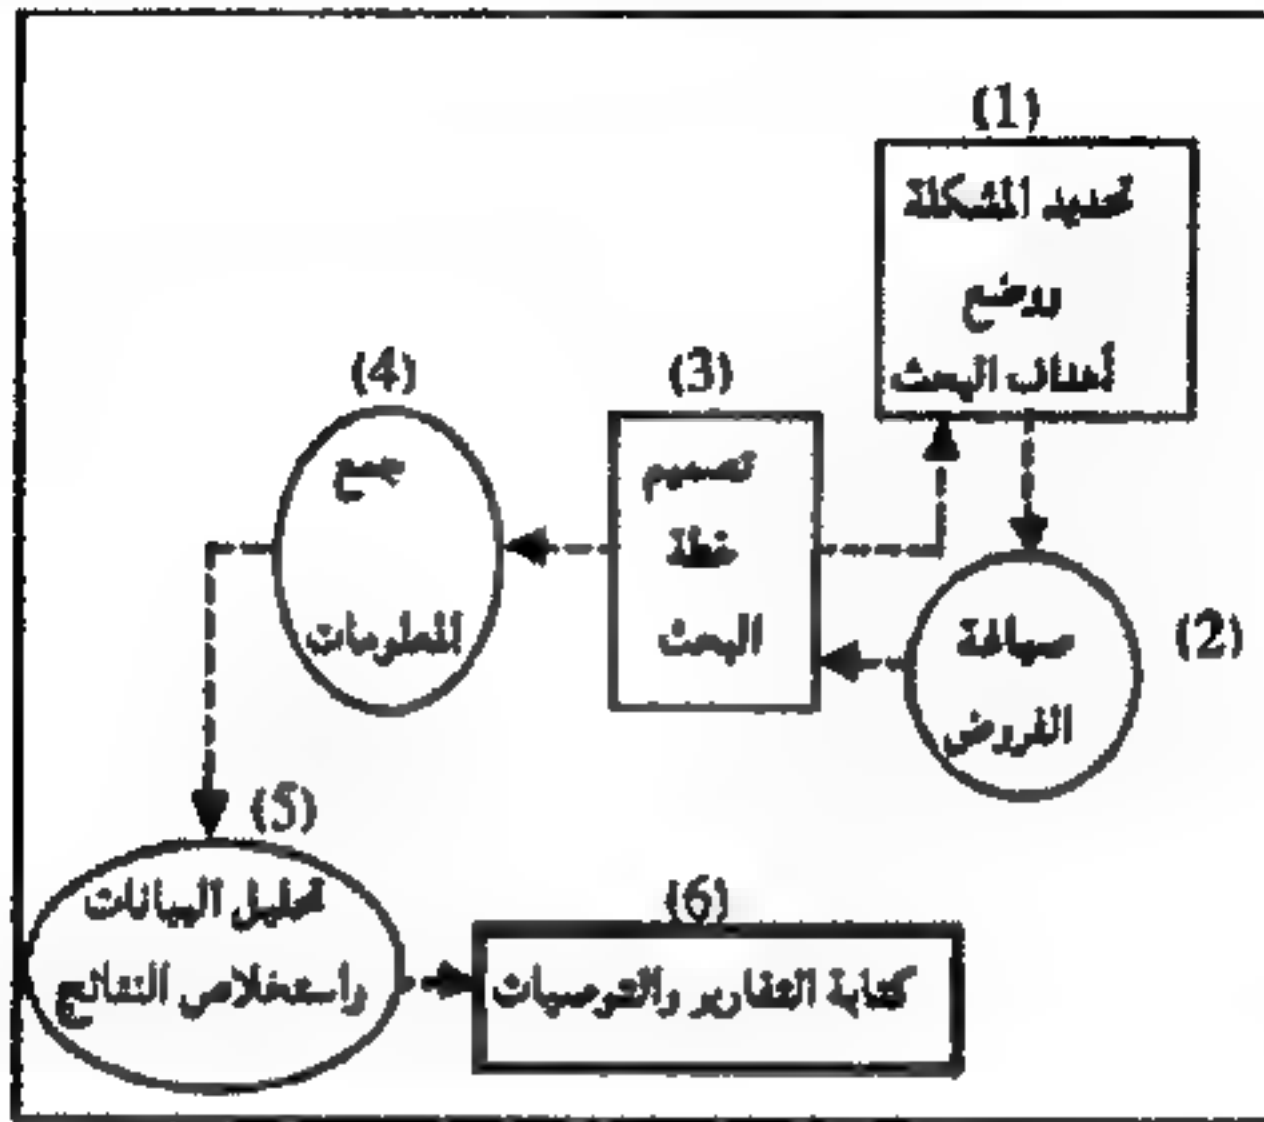 (1)
تحديد المشكلة
ووضع
أهداف البحث
(2)
صياغة
الفروض
(3)
تصميم
خطة
البحث
(4)
جمع
المعلومات
(5)
تحليل البيانات
واستخلاص النتائج
(6)
كتابة التقارير والتوصيات